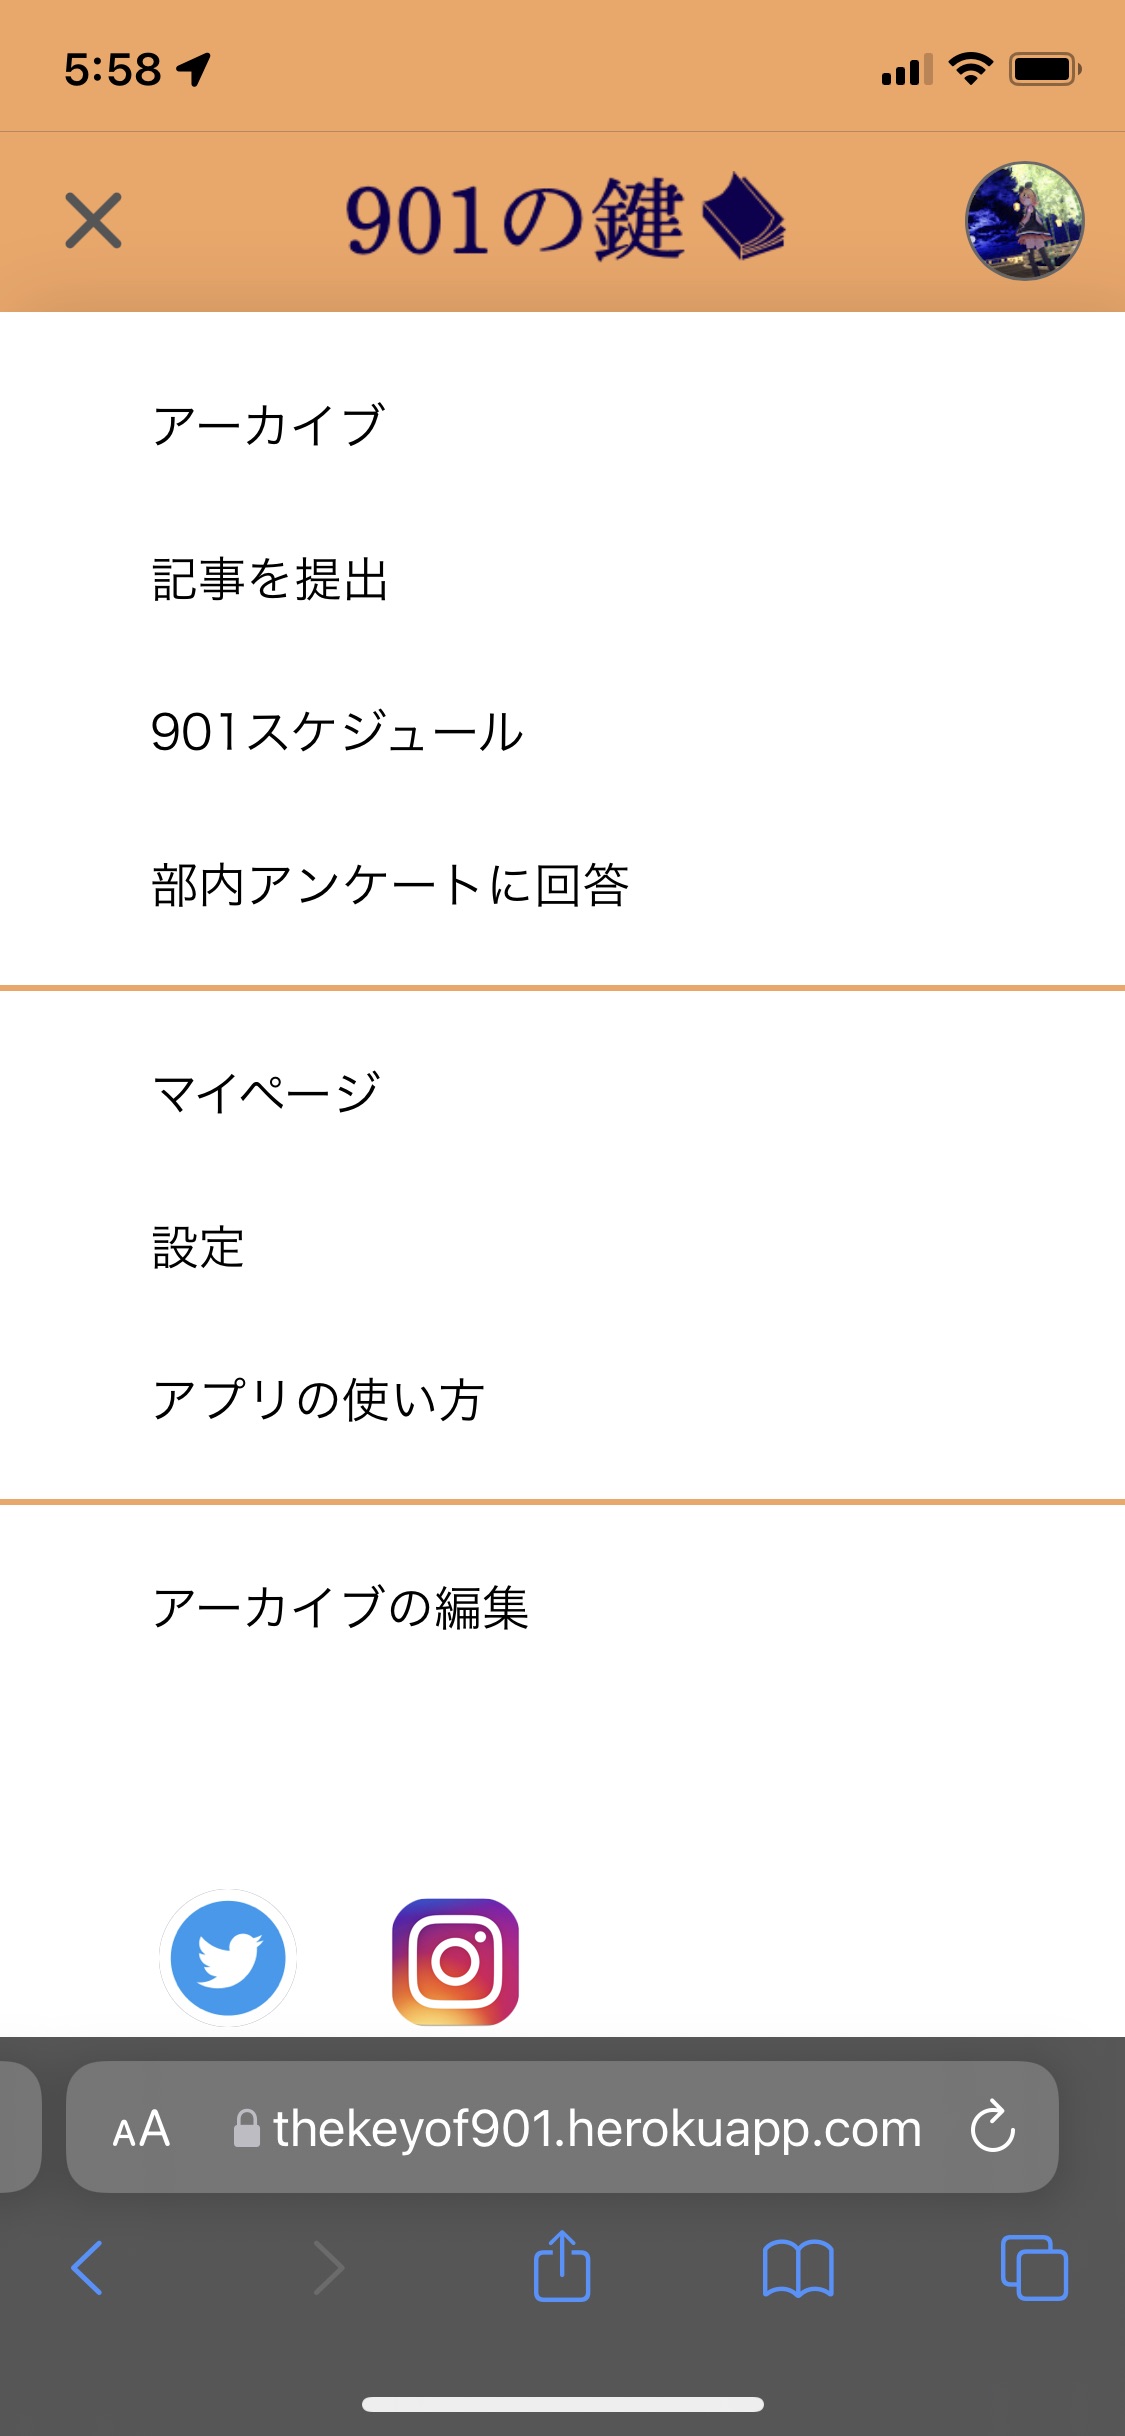 5:58
901の鍵
アーカイブ
記事を提出
901スケジュール
部内アンケートに回答
マイページ
設定
アプリの使い方
アーカイブの編集
AA thekeyof901.herokuapp.com